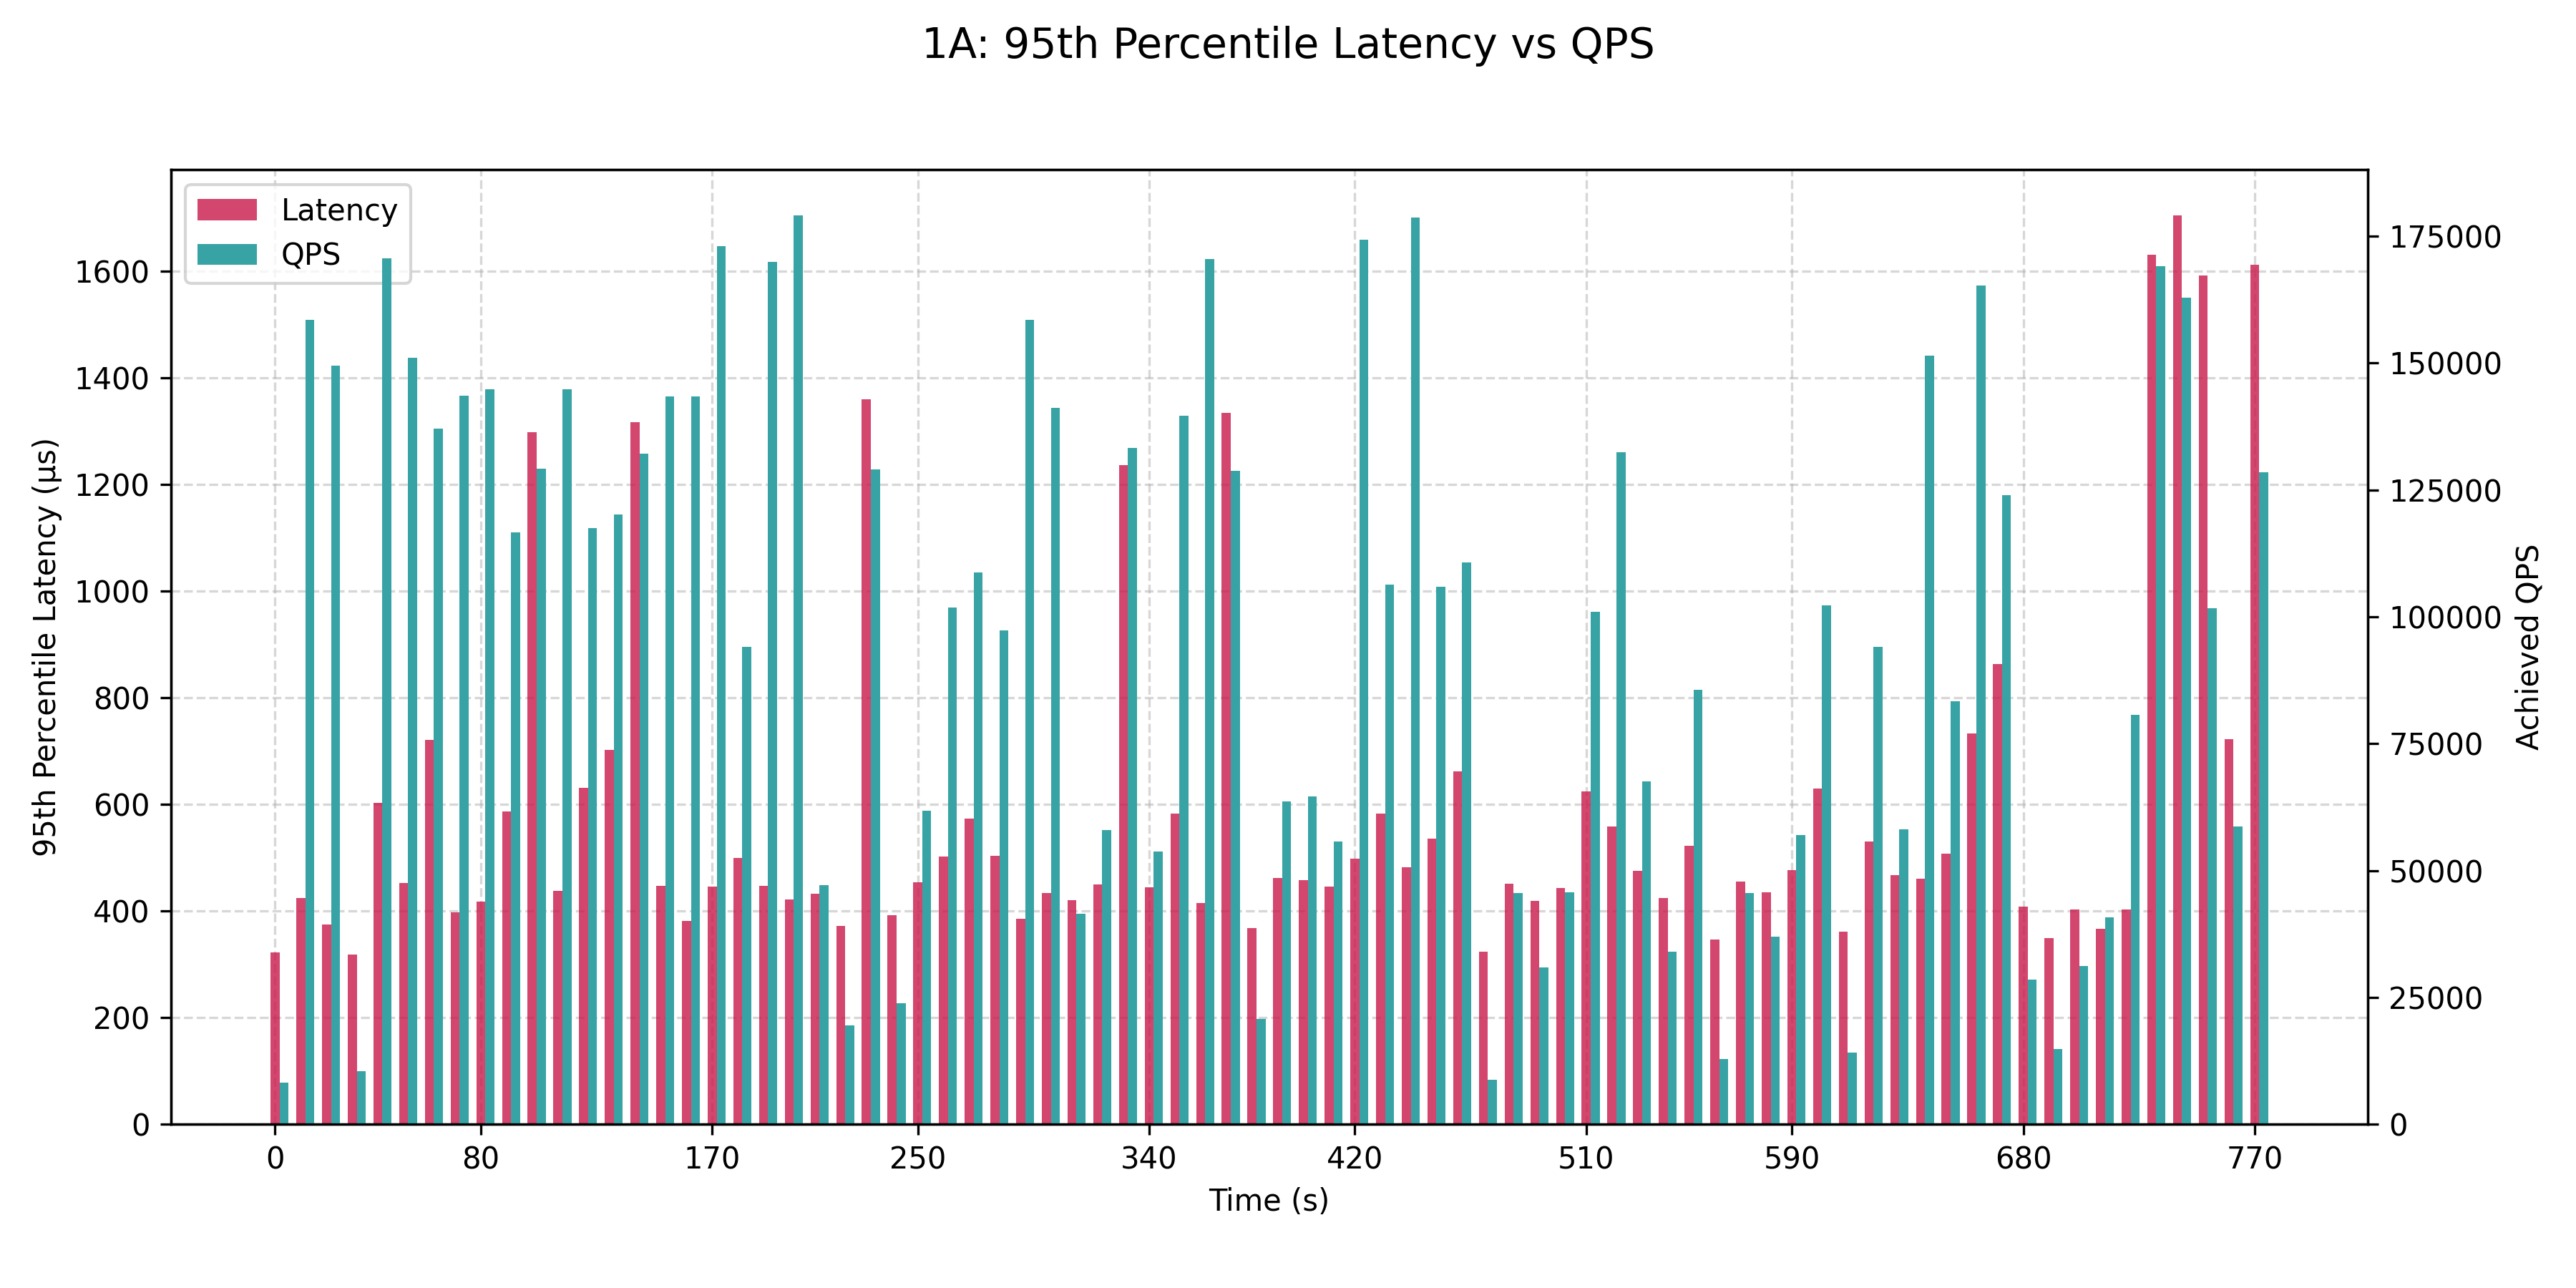 1A: 95th Percentile Latency vs QPS
Latency
QPS
1600
1400
1200
1000
800
600
400
200
0
95th Percentile Latency (μs)
175000
150000
125000
100000
75000
50000
25000
0
Achieved QPS
0 80 170 250 340 420 510 590 680 770
Time (s)